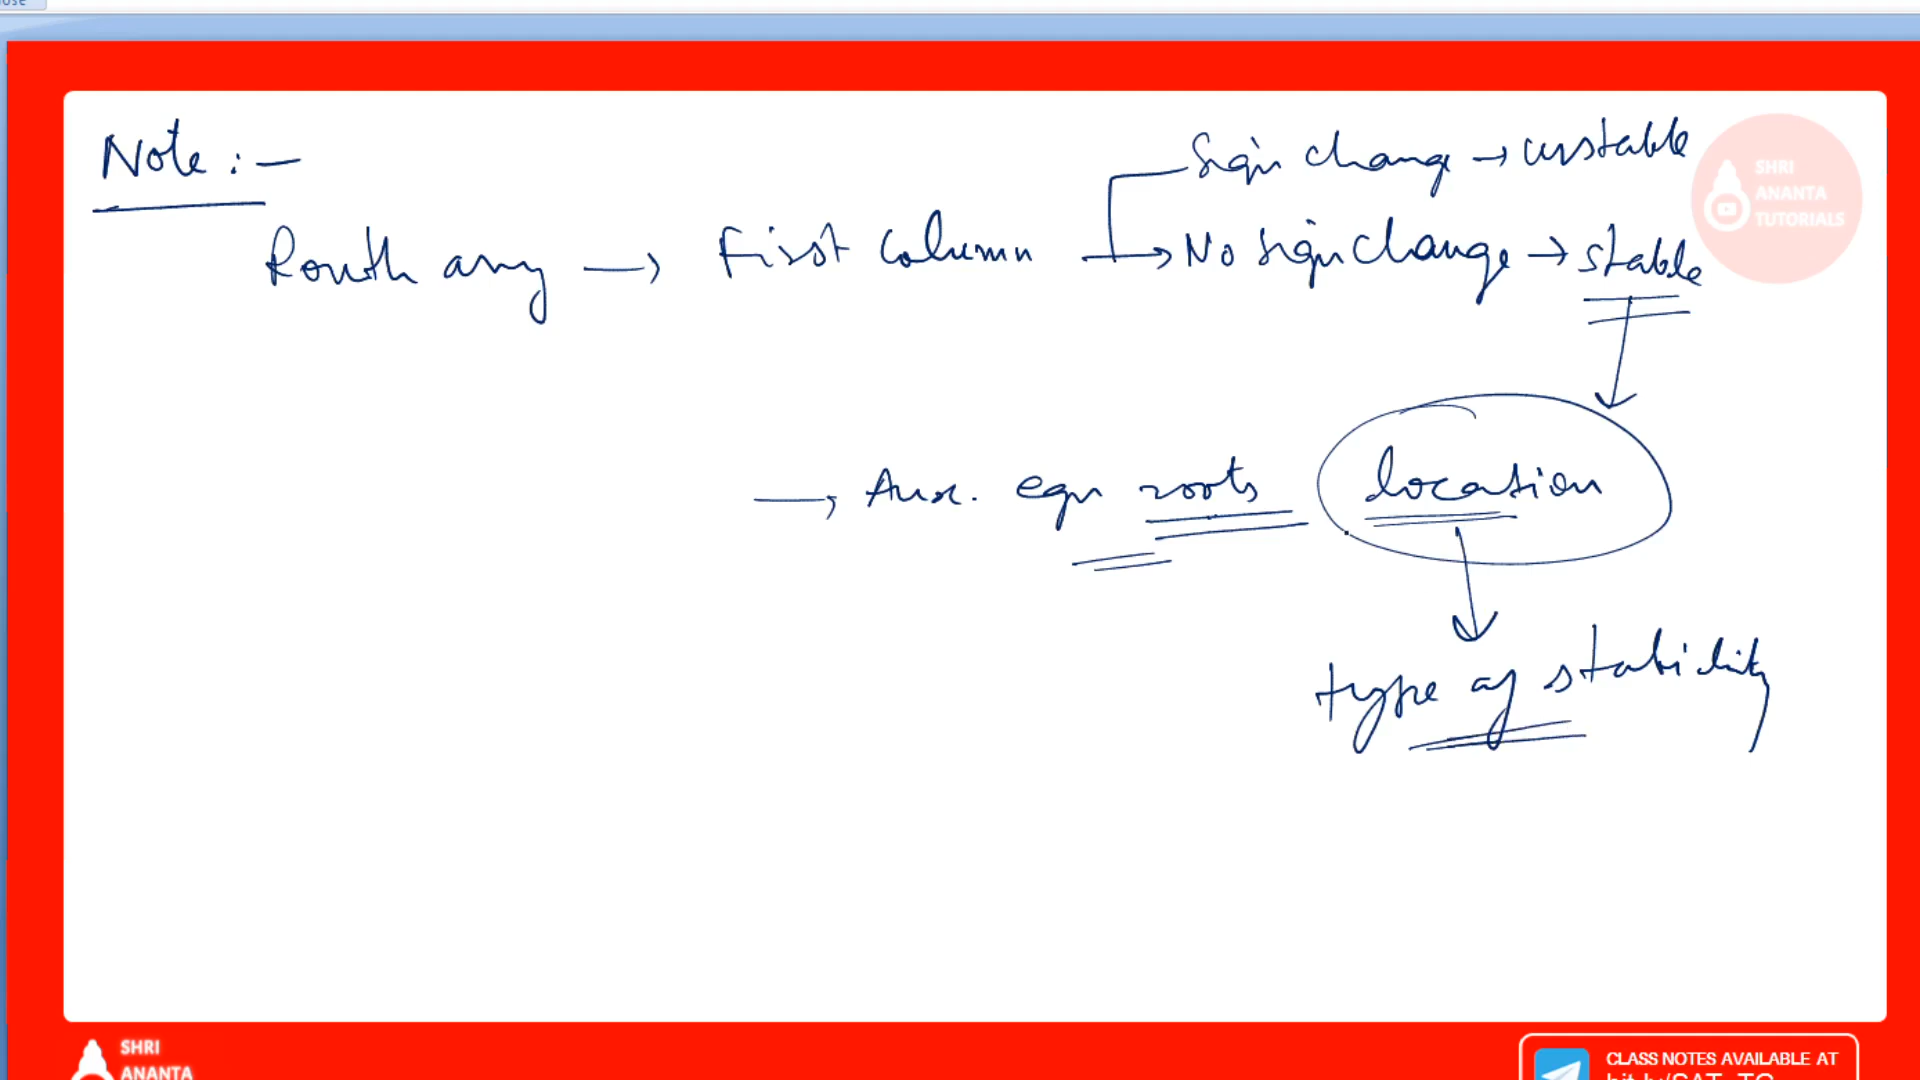 Note :-
Sign change → unstable
Routh array → First Column → No sign change → stable
→ Aux. eqn roots location
type of stability
SHRI
ANANTA
TUTORIALS
SHRI
ANANTA
CLASS NOTES AVAILABLE AT